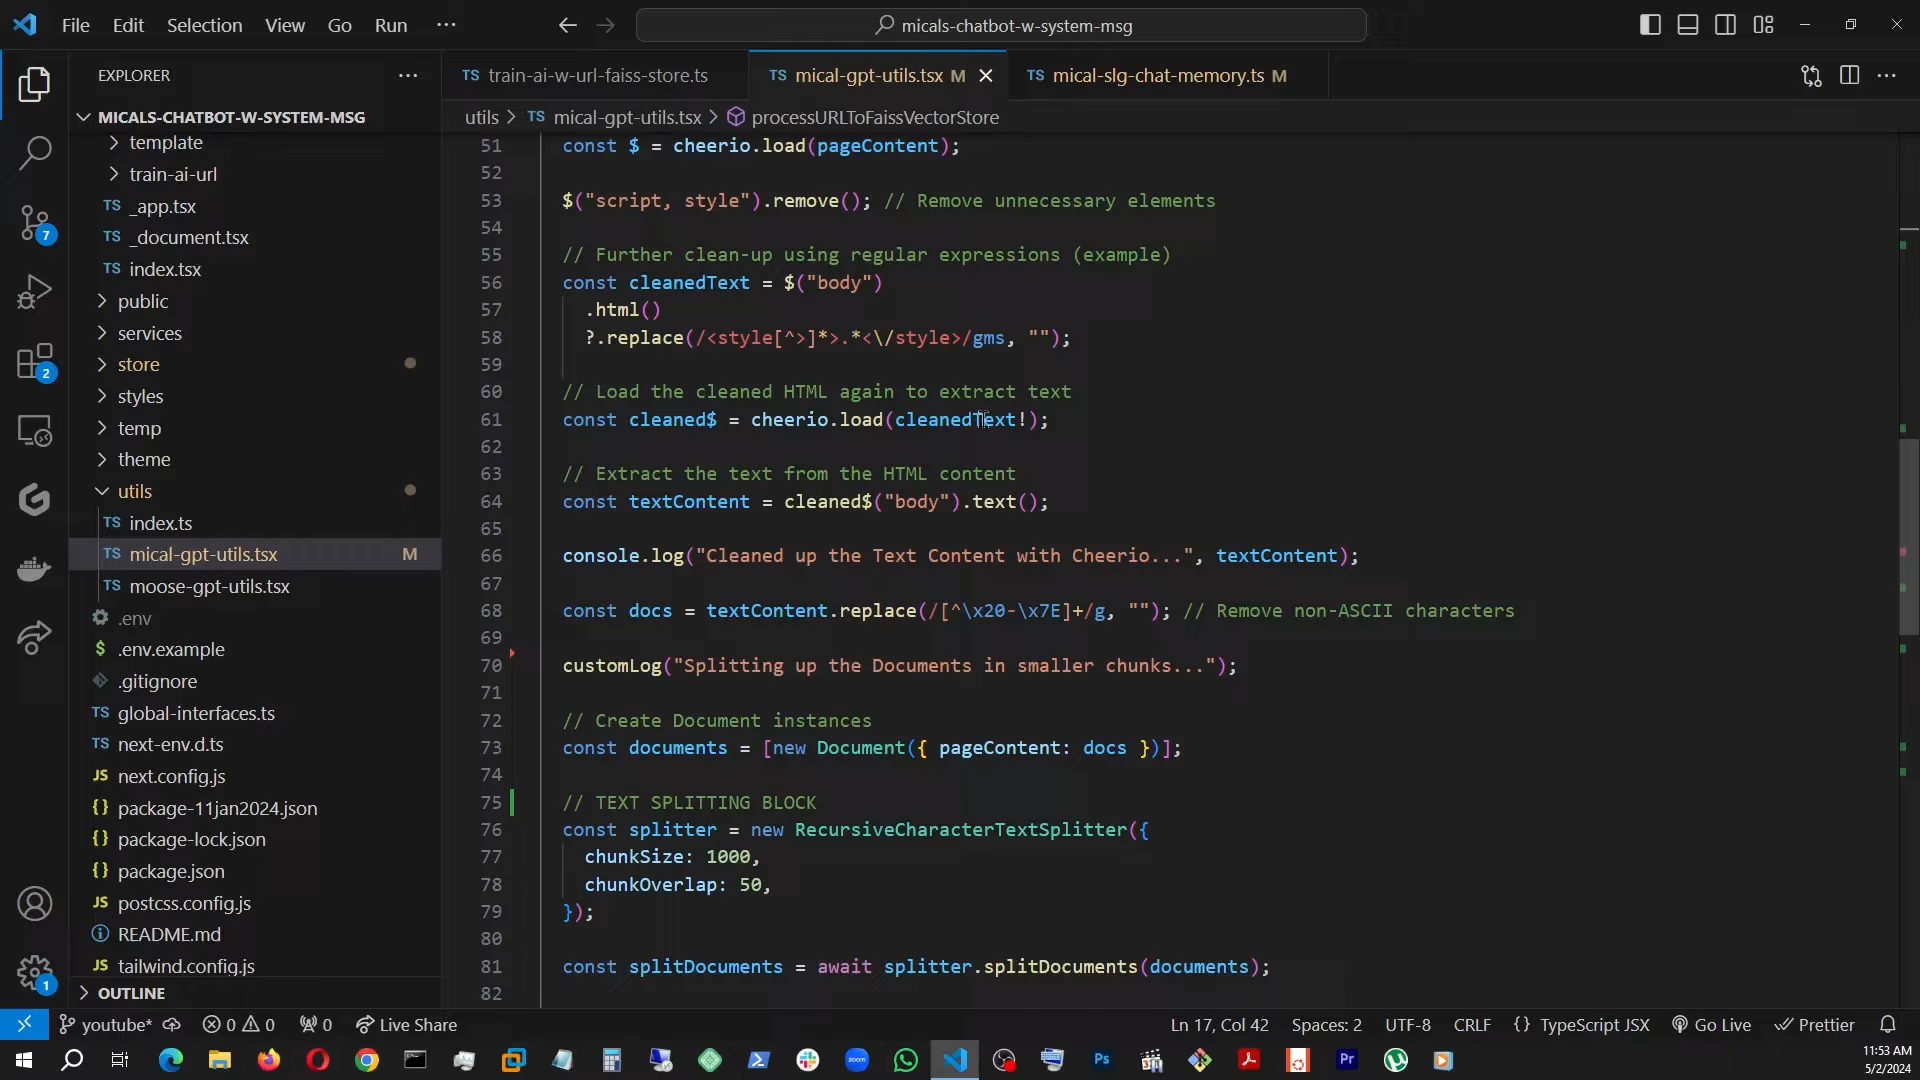 File Edit Selection View Go Run ···
micals-chatbot-w-system-msg
EXPLORER ···
TS train-ai-w-url-faiss-store.ts
TS mical-gpt-utils.tsx M
TS mical-slg-chat-memory.ts M
MICALS-CHATBOT-W-SYSTEM-MSG
utils > TS mical-gpt-utils.tsx > processURLToFaissVectorStore
template
train-ai-url
TS _app.tsx
TS _document.tsx
TS index.tsx
public
services
store
styles
temp
theme
utils
TS index.ts
TS mical-gpt-utils.tsx M
TS moose-gpt-utils.tsx
.env
$ .env.example
.gitignore
TS global-interfaces.ts
TS next-env.d.ts
JS next.config.js
{} package-11jan2024.json
{} package-lock.json
{} package.json
JS postcss.config.js
README.md
JS tailwind.config.js
OUTLINE
7
2
1
51 const $ = cheerio.load(pageContent);
52
53 $("script, style").remove(); // Remove unnecessary elements
54
55 // Further clean-up using regular expressions (example)
56 const cleanedText = $("body")
57 .html()
58 ?.replace(/<style[^>]*>.*<\/style>/gms, "");
59
60 // Load the cleaned HTML again to extract text
61 const cleaned$ = cheerio.load(cleanedText!);
62
63 // Extract the text from the HTML content
64 const textContent = cleaned$("body").text();
65
66 console.log("Cleaned up the Text Content with Cheerio...", textContent);
67
68 const docs = textContent.replace(/[^\x20-\x7E]+/g, ""); // Remove non-ASCII characters
69
70 customLog("Splitting up the Documents in smaller chunks...");
71
72 // Create Document instances
73 const documents = [new Document({ pageContent: docs })];
74
75 // TEXT SPLITTING BLOCK
76 const splitter = new RecursiveCharacterTextSplitter({
77 chunkSize: 1000,
78 chunkOverlap: 50,
79 });
80
81 const splitDocuments = await splitter.splitDocuments(documents);
82
youtube* 0 0 0 Live Share
Ln 17, Col 42 Spaces: 2 UTF-8 CRLF {} TypeScript JSX Go Live Prettier
zoom Ps Pr
11:53 AM
5/2/2024